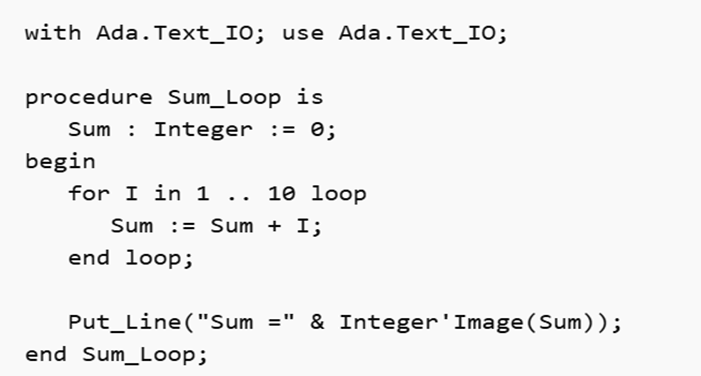 with Ada.Text_IO; use Ada.Text_IO;

procedure Sum_Loop is
   Sum : Integer := 0;
begin
   for I in 1 .. 10 loop
      Sum := Sum + I;
   end loop;

   Put_Line("Sum =" & Integer'Image(Sum));
end Sum_Loop;